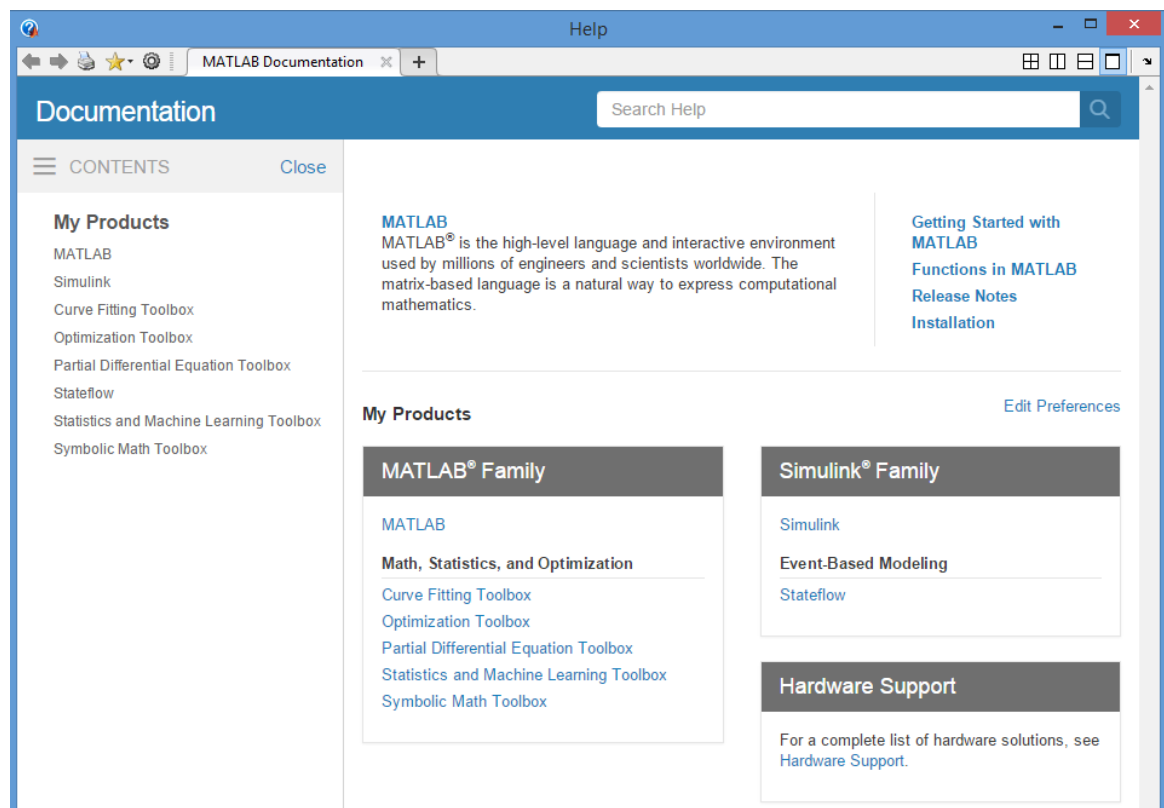 Help
MATLAB Documentation
Documentation
Search Help
CONTENTS
Close
My Products
MATLAB
Simulink
Curve Fitting Toolbox
Optimization Toolbox
Partial Differential Equation Toolbox
Stateflow
Statistics and Machine Learning Toolbox
Symbolic Math Toolbox
MATLAB
MATLAB® is the high-level language and interactive environment
used by millions of engineers and scientists worldwide. The
matrix-based language is a natural way to express computational
mathematics.
Getting Started with
MATLAB
Functions in MATLAB
Release Notes
Installation
My Products
Edit Preferences
MATLAB® Family
MATLAB
Math, Statistics, and Optimization
Curve Fitting Toolbox
Optimization Toolbox
Partial Differential Equation Toolbox
Statistics and Machine Learning Toolbox
Symbolic Math Toolbox
Simulink® Family
Simulink
Event-Based Modeling
Stateflow
Hardware Support
For a complete list of hardware solutions, see
Hardware Support.